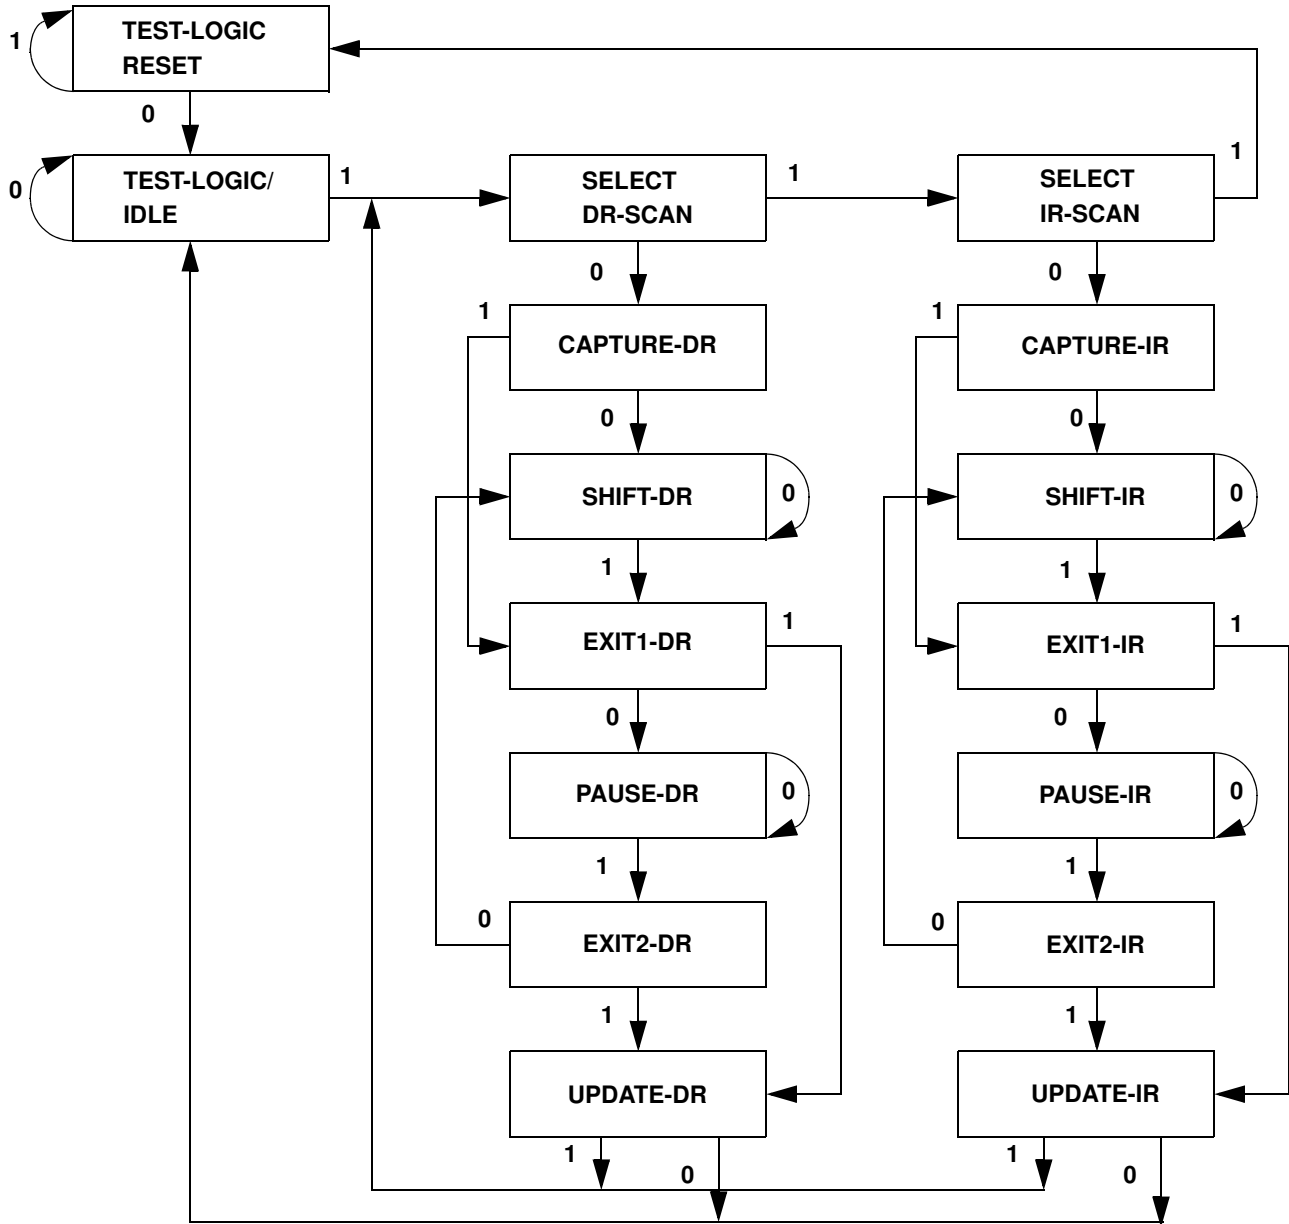 TEST-LOGIC
RESET
1
0
TEST-LOGIC/
IDLE
0
1
SELECT
DR-SCAN
1
SELECT
IR-SCAN
1
0
0
1
CAPTURE-DR
1
CAPTURE-IR
0
0
SHIFT-DR
0
SHIFT-IR
0
1
1
EXIT1-DR
1
EXIT1-IR
1
0
0
PAUSE-DR
0
PAUSE-IR
0
1
1
0
EXIT2-DR
0
EXIT2-IR
1
1
UPDATE-DR
UPDATE-IR
1
0
1
0